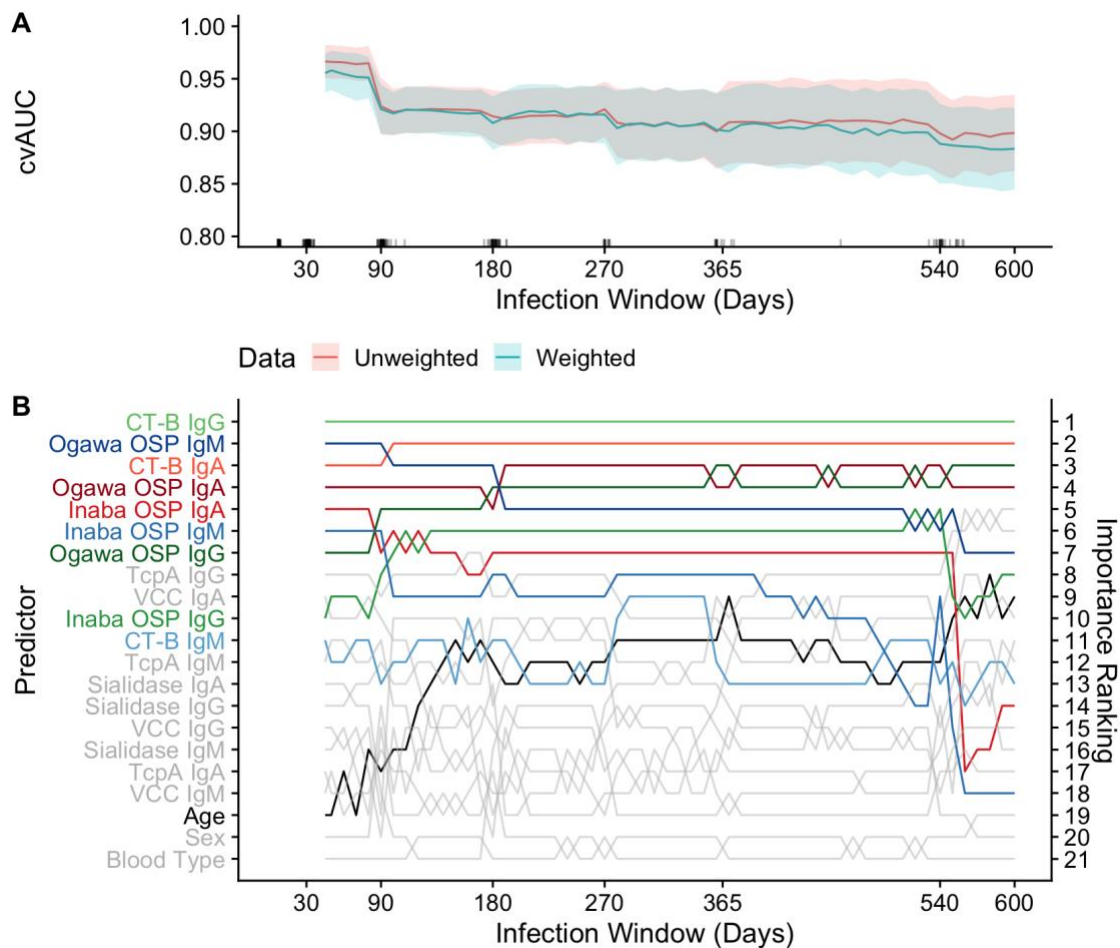 A
cvAUC
1.00
0.95
0.90
0.85
0.80
30 90 180 270 365 540 600
Infection Window (Days)
Data Unweighted Weighted
B
Predictor
CT-B IgG
Ogawa OSP IgM
CT-B IgA
Ogawa OSP IgA
Inaba OSP IgA
Inaba OSP IgM
Ogawa OSP IgG
TcpA IgG
VCC IgA
Inaba OSP IgG
CT-B IgM
TcpA IgM
Sialidase IgA
Sialidase IgG
VCC IgG
Sialidase IgM
TcpA IgA
VCC IgM
Age
Sex
Blood Type
1
2
3
4
5
6
7
8
9
10
11
12
13
14
15
16
17
18
19
20
21
Importance Ranking
30 90 180 270 365 540 600
Infection Window (Days)